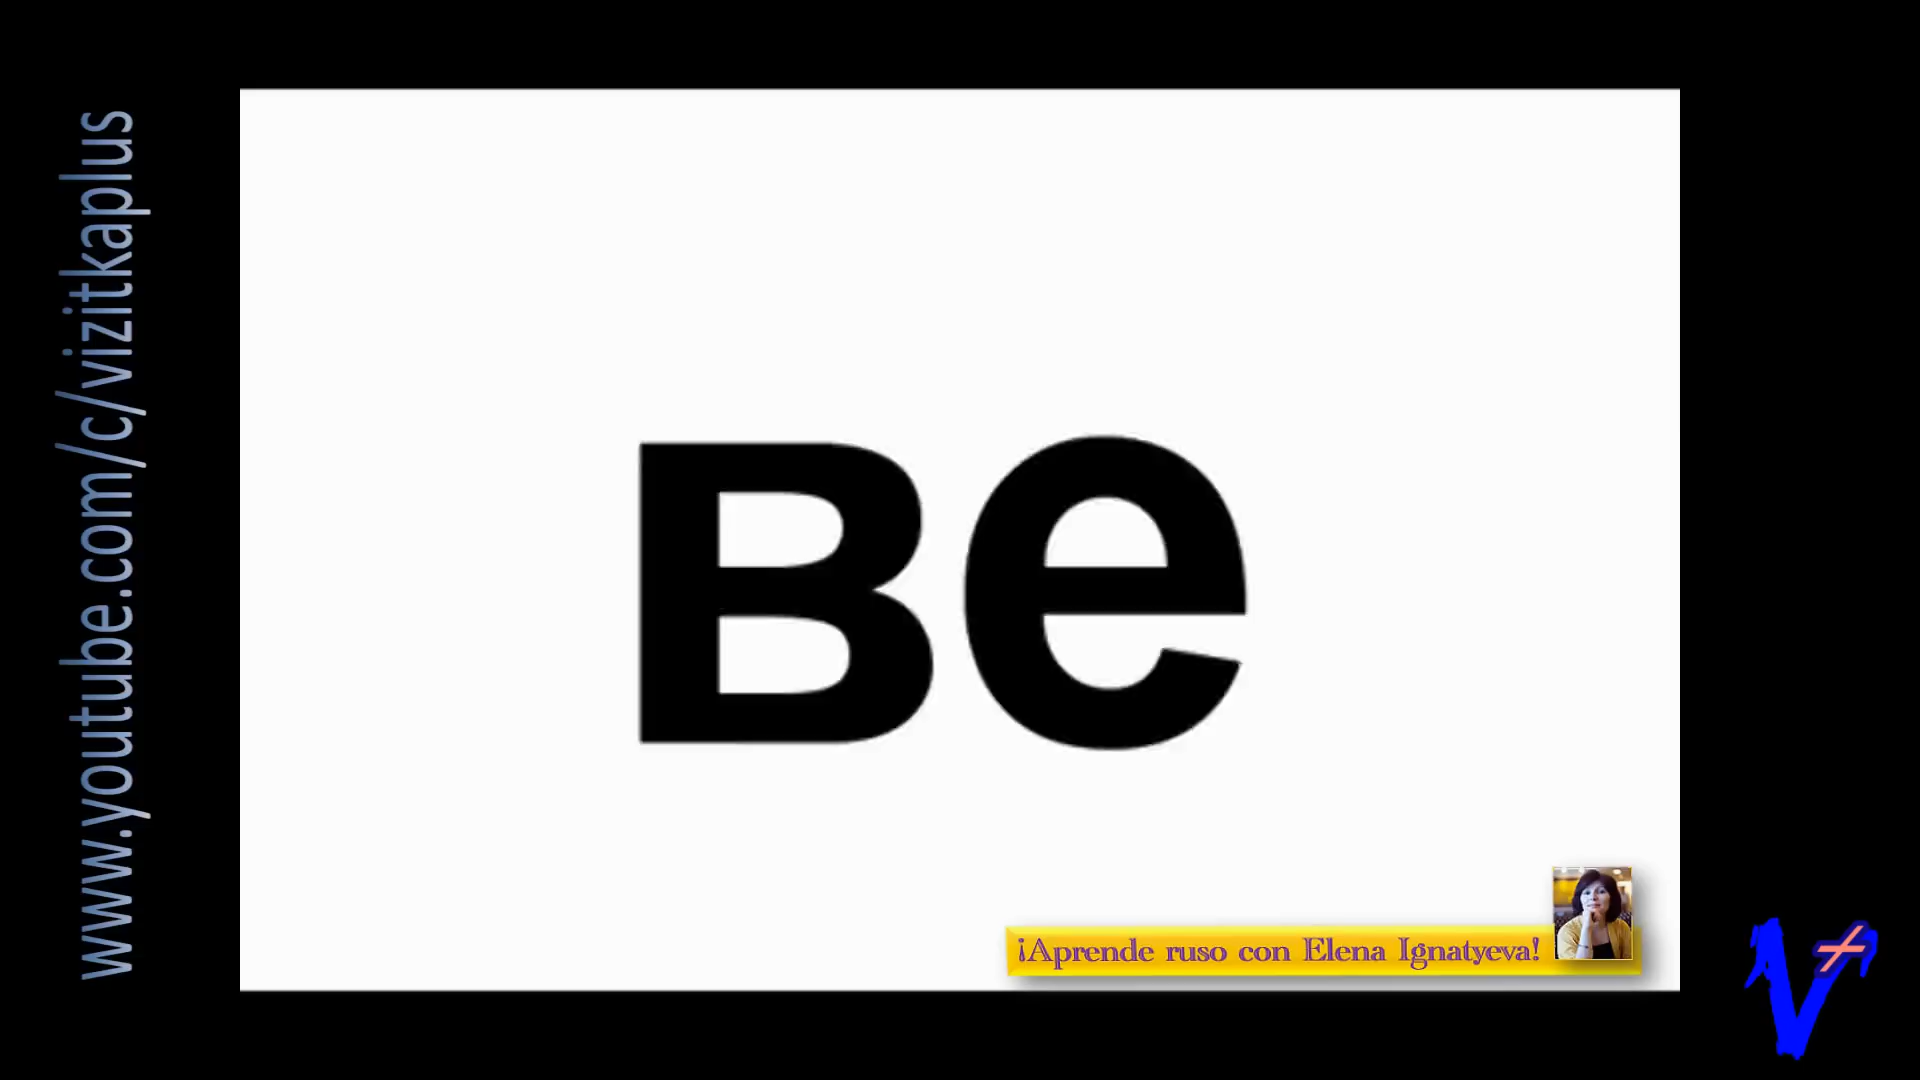 www.youtube.com/c/vizitkaplus
ве
¡Aprende ruso con Elena Ignatyeva!
V+